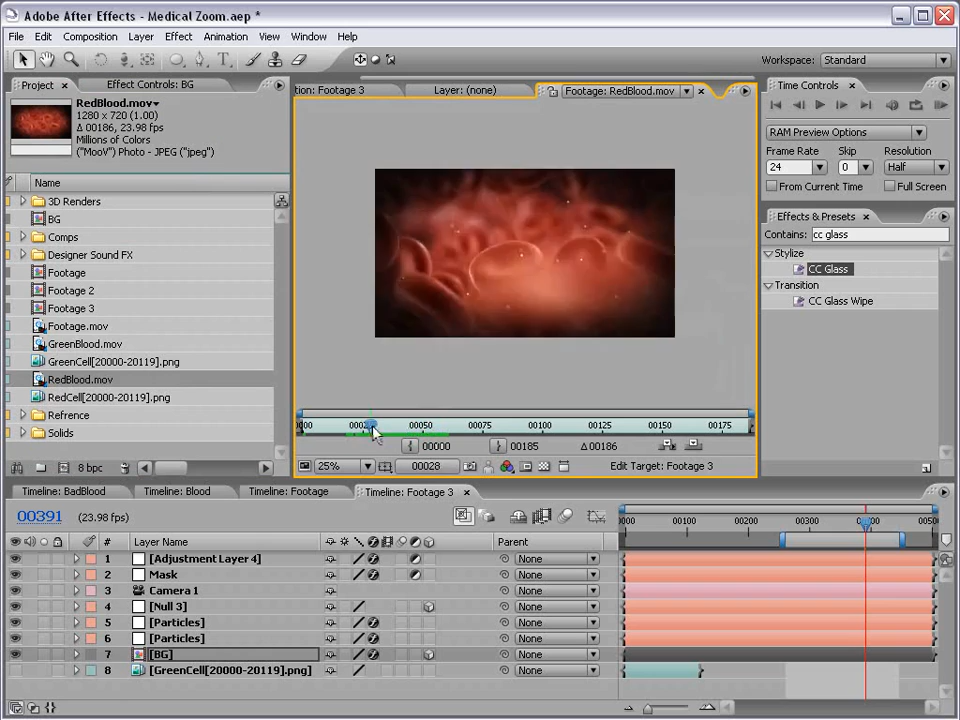 Adobe After Effects - Medical Zoom.aep *
File Edit Composition Layer Effect Animation View Window Help
Workspace: Standard
Project Effect Controls: BG
RedBlood.mov
1280 x 720 (1.00)
Δ 00186, 23.98 fps
Millions of Colors
("MooV") Photo - JPEG ("jpeg")
Name
3D Renders
BG
Comps
Designer Sound FX
Footage
Footage 2
Footage 3
Footage.mov
GreenBlood.mov
GreenCell[20000-20119].png
RedBlood.mov
RedCell[20000-20119].png
Refrence
Solids
8 bpc
tion: Footage 3 Layer: (none) Footage: RedBlood.mov
00050 00075 00100 00125 00150 00175
00000 00185 Δ 00186
25% 00028 Edit Target: Footage 3
Time Controls
RAM Preview Options
Frame Rate Skip Resolution
24 0 Half
From Current Time Full Screen
Effects & Presets
Contains: cc glass
Stylize
CC Glass
Transition
CC Glass Wipe
Timeline: BadBlood Timeline: Blood Timeline: Footage Timeline: Footage 3
00391 (23.98 fps)
0000 00100 00200 00300
# Layer Name Parent
1 [Adjustment Layer 4] None
2 Mask None
3 Camera 1 None
4 [Null 3] None
5 [Particles] None
6 [Particles] None
7 [BG] None
8 [GreenCell[20000-20119].png] None